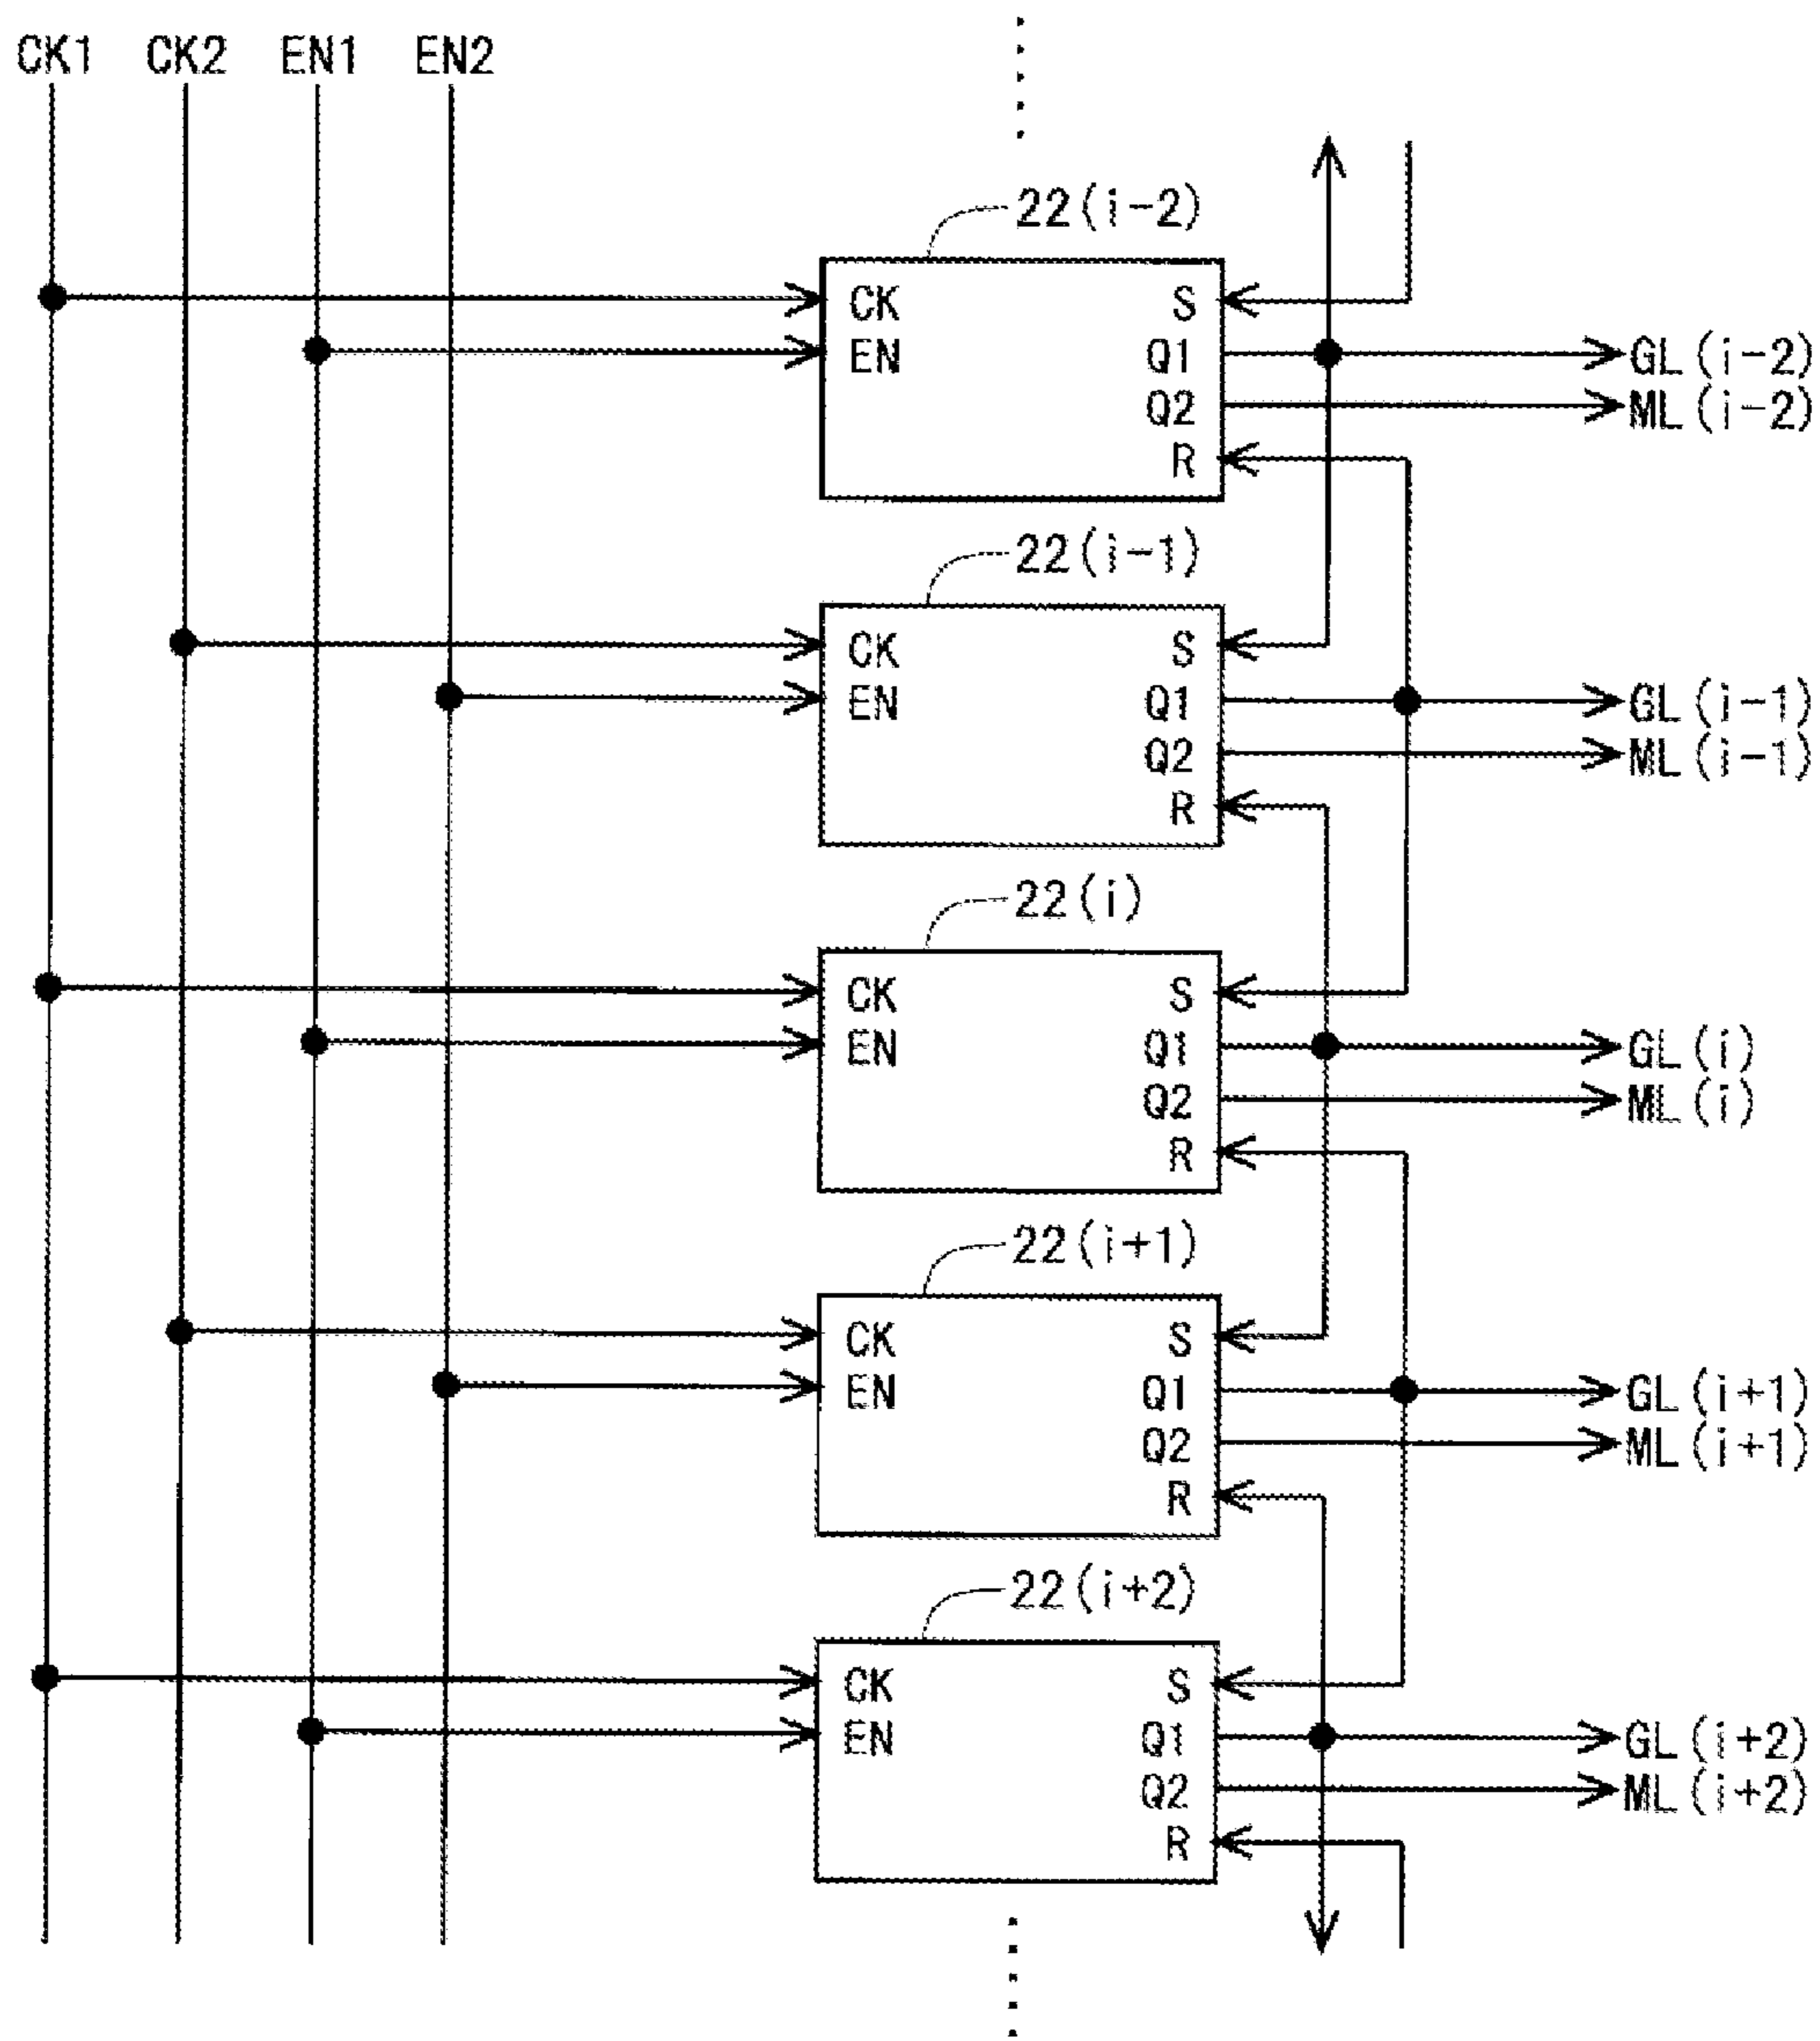 CK1 CK2 EN1 EN2
22(i-2)
CK S
EN Q1 GL(i-2)
Q2 ML(i-2)
R
22(i-1)
CK S
EN Q1 GL(i-1)
Q2 ML(i-1)
R
22(i)
CK S
EN Q1 GL(i)
Q2 ML(i)
R
22(i+1)
CK S
EN Q1 GL(i+1)
Q2 ML(i+1)
R
22(i+2)
CK S
EN Q1 GL(i+2)
Q2 ML(i+2)
R